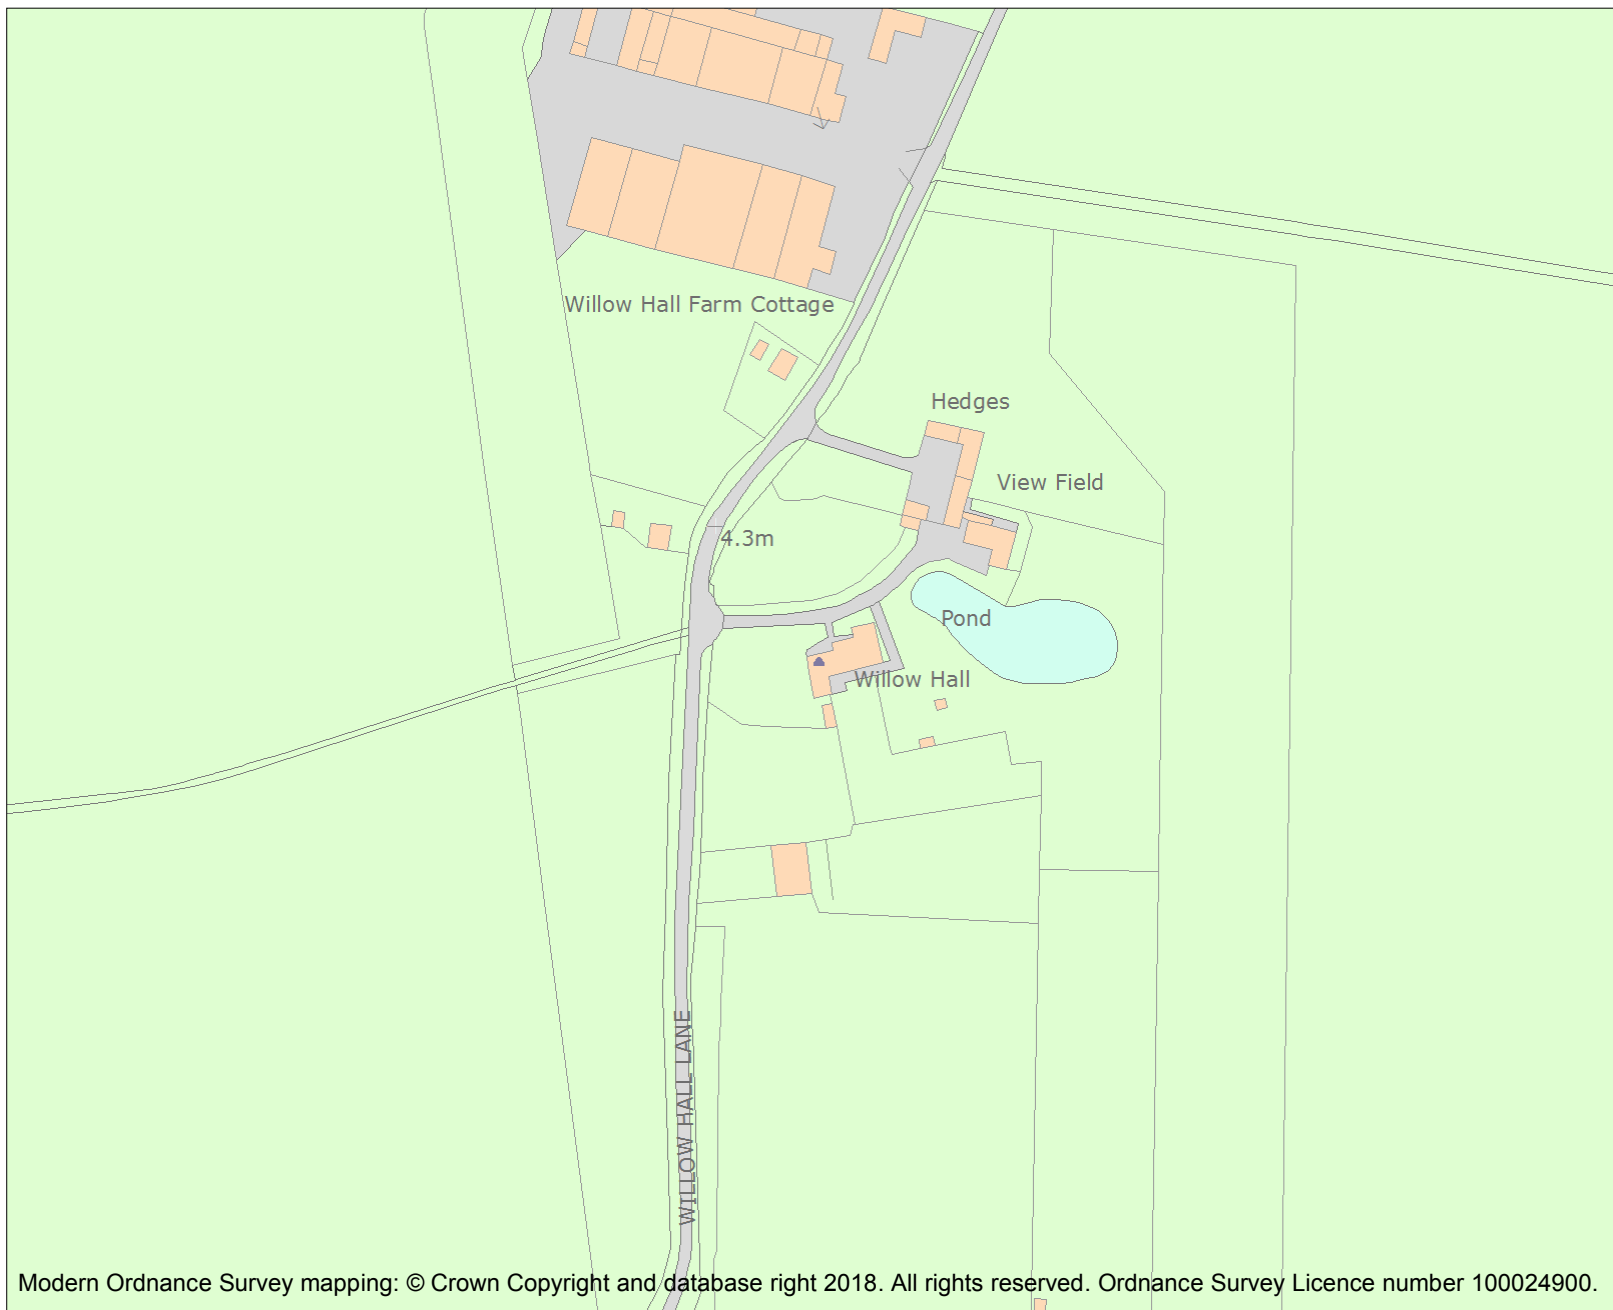 Willow Hall Farm Cottage
Hedges
View Field
4.3m
Pond
Willow Hall
WILLOW HALL LANE
Modern Ordnance Survey mapping: © Crown Copyright and database right 2018. All rights reserved. Ordnance Survey Licence number 100024900.